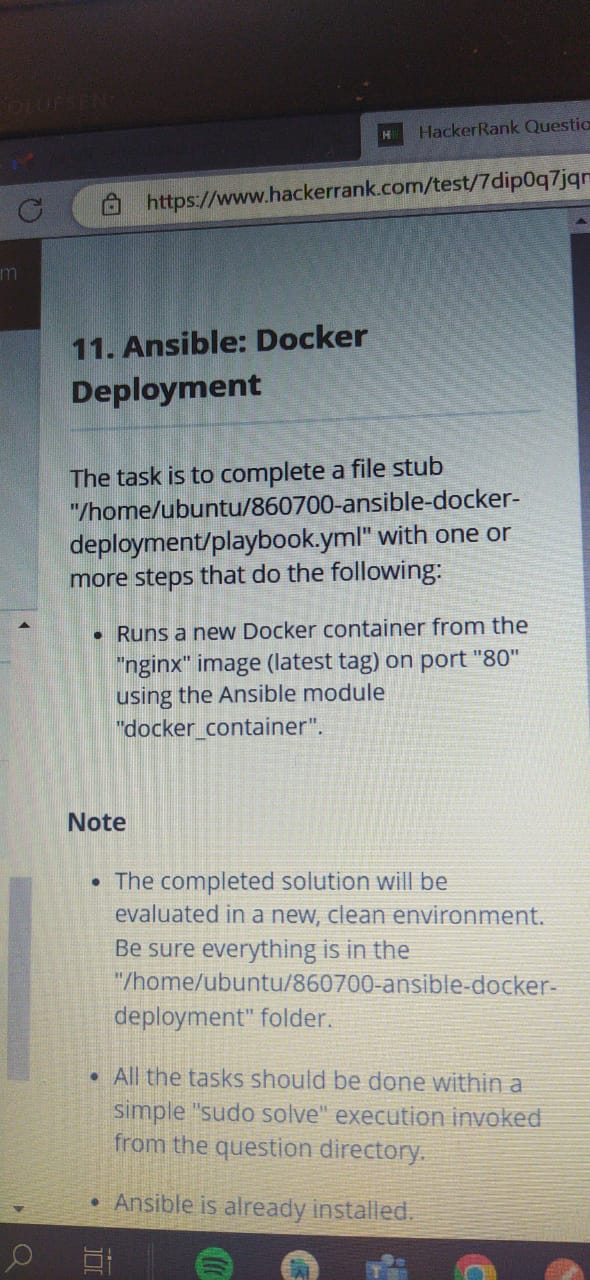 OLUFSEN
HackerRank Questio
https://www.hackerrank.com/test/7dip0q7jqr
m
11. Ansible: Docker
Deployment
The task is to complete a file stub
"/home/ubuntu/860700-ansible-docker-
deployment/playbook.yml" with one or
more steps that do the following:
• Runs a new Docker container from the
"nginx" image (latest tag) on port "80"
using the Ansible module
"docker_container".
Note
• The completed solution will be
evaluated in a new, clean environment.
Be sure everything is in the
"/home/ubuntu/860700-ansible-docker-
deployment" folder.
• All the tasks should be done within a
simple "sudo solve" execution invoked
from the question directory.
• Ansible is already installed.